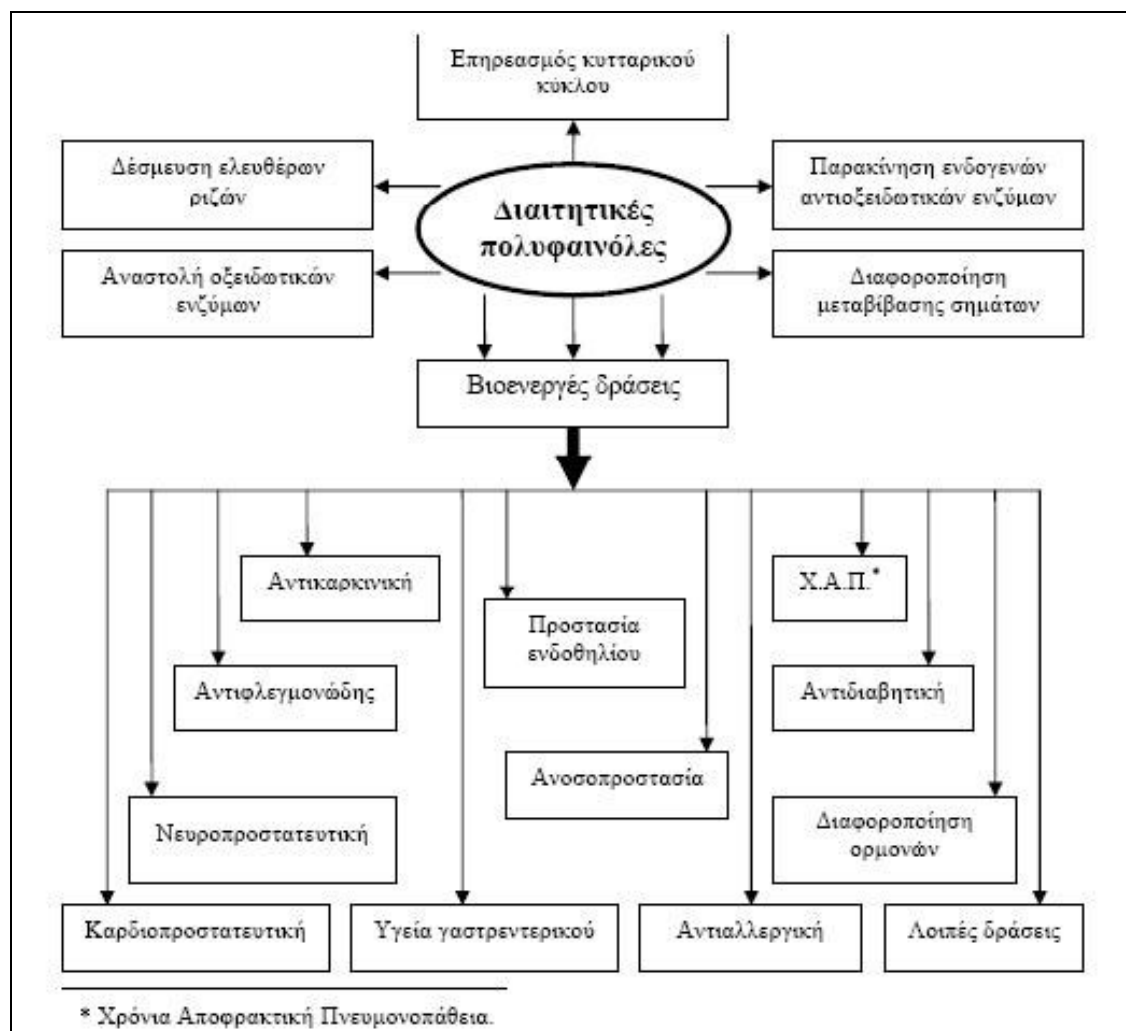 Επηρεασμός κυτταρικού
κύκλου
Δέσμευση ελευθέρων
ριζών
Παρακίνηση ενδογενών
αντιοξειδωτικών ενζύμων
Διαιτητικές
πολυφαινόλες
Αναστολή οξειδωτικών
ενζύμων
Διαφοροποίηση
μεταβίβασης σημάτων
Βιοενεργές δράσεις
Αντικαρκινική
Χ.Α.Π.*
Προστασία
ενδοθηλίου
Αντιφλεγμονώδης
Αντιδιαβητική
Ανοσοπροστασία
Νευροπροστατευτική
Διαφοροποίηση
ορμονών
Καρδιοπροστατευτική
Υγεία γαστρεντερικού
Αντιαλλεργική
Λοιπές δράσεις
* Χρόνια Αποφρακτική Πνευμονοπάθεια.